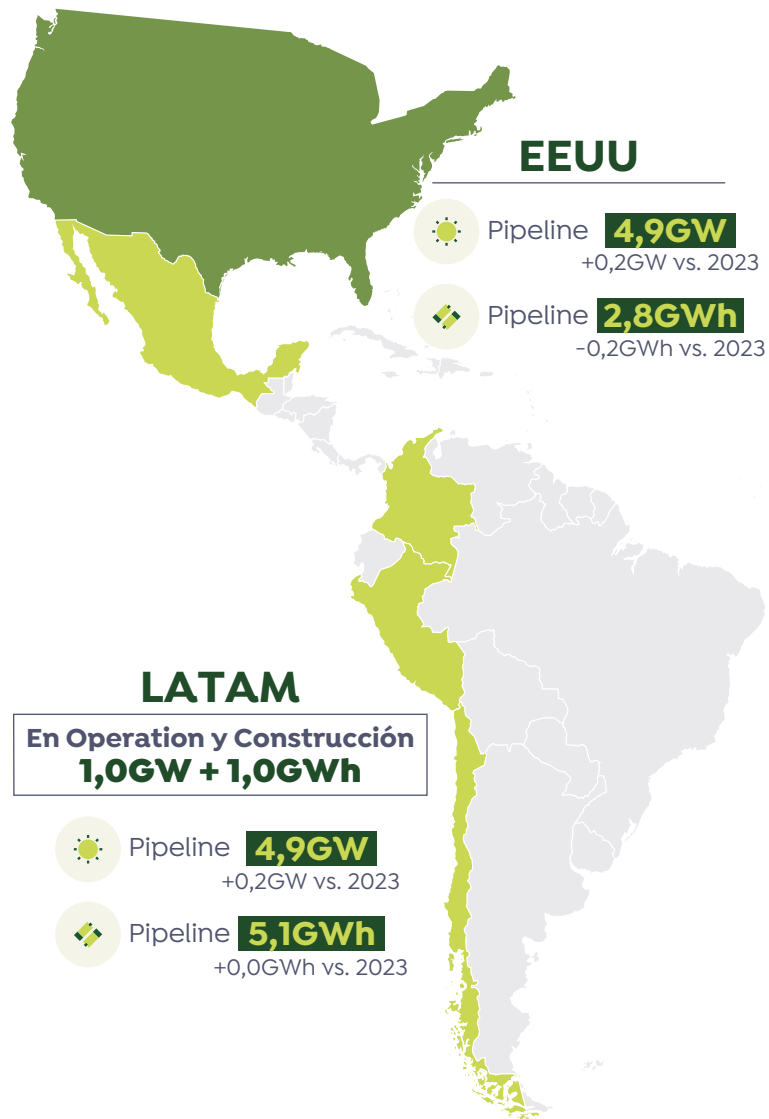 EEUU
Pipeline 4,9GW
+0,2GW vs. 2023
Pipeline 2,8GWh
-0,2GWh vs. 2023
LATAM
En Operation y Construcción
1,0GW + 1,0GWh
Pipeline 4,9GW
+0,2GW vs. 2023
Pipeline 5,1GWh
+0,0GWh vs. 2023